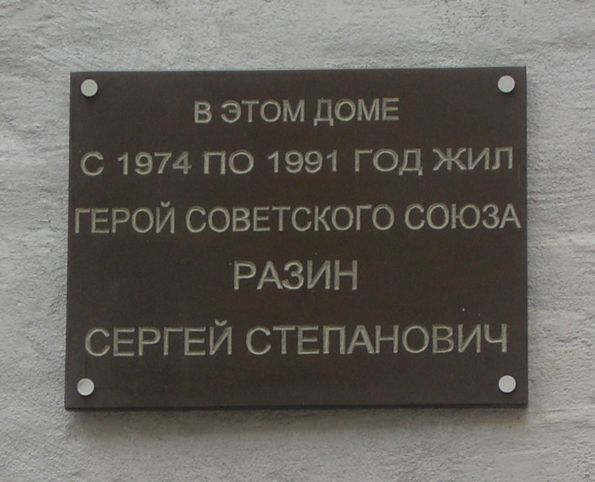 В ЭТОМ ДОМЕ
С 1974 ПО 1991 ГОД ЖИЛ
ГЕРОЙ СОВЕТСКОГО СОЮЗА
РАЗИН
СЕРГЕЙ СТЕПАНОВИЧ